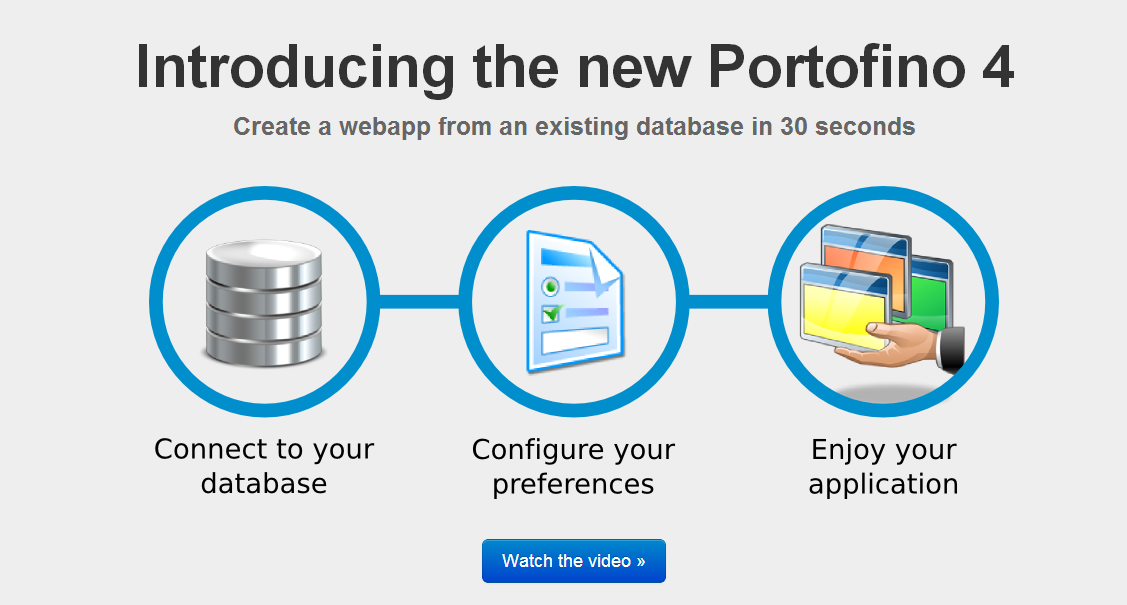 Introducing the new Portofino 4
Create a webapp from an existing database in 30 seconds
Connect to your
database
Configure your
preferences
Enjoy your
application
Watch the video »